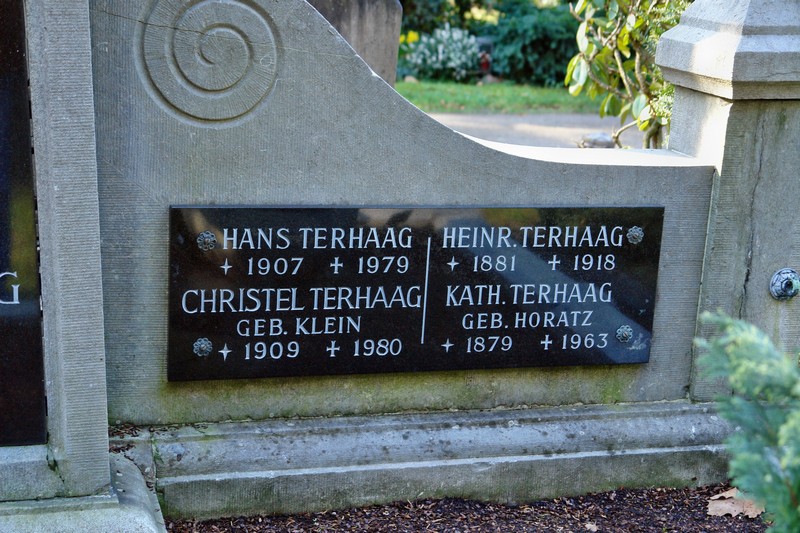 HANS TERHAAG
✦ 1907 ✝ 1979
CHRISTEL TERHAAG
GEB. KLEIN
✦ 1909 ✝ 1980
HEINR. TERHAAG
✦ 1881 ✝ 1918
KATH. TERHAAG
GEB. HORATZ
✦ 1879 ✝ 1963